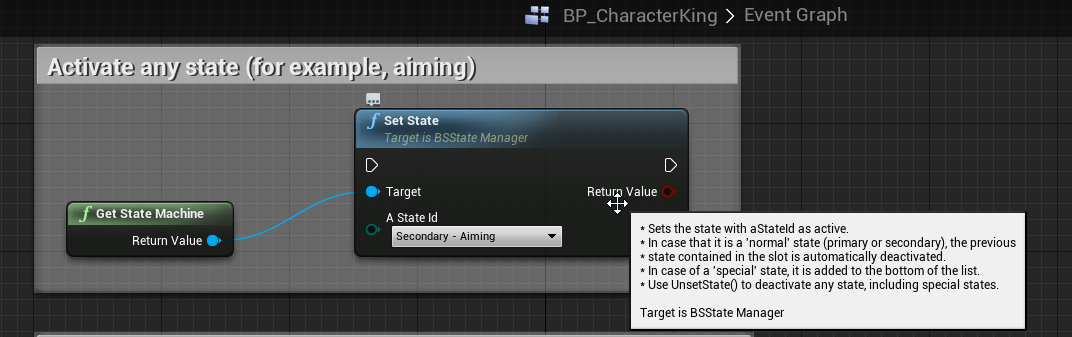 BP_CharacterKing > Event Graph
Activate any state (for example, aiming)
f Set State
Target is BSState Manager
Target
Return Value
f Get State Machine
Return Value
A State Id
Secondary - Aiming
* Sets the state with aStateId as active.
* In case that it is a 'normal' state (primary or secondary), the previous
* state contained in the slot is automatically deactivated.
* In case of a 'special' state, it is added to the bottom of the list.
* Use UnsetState() to deactivate any state, including special states.
Target is BSState Manager